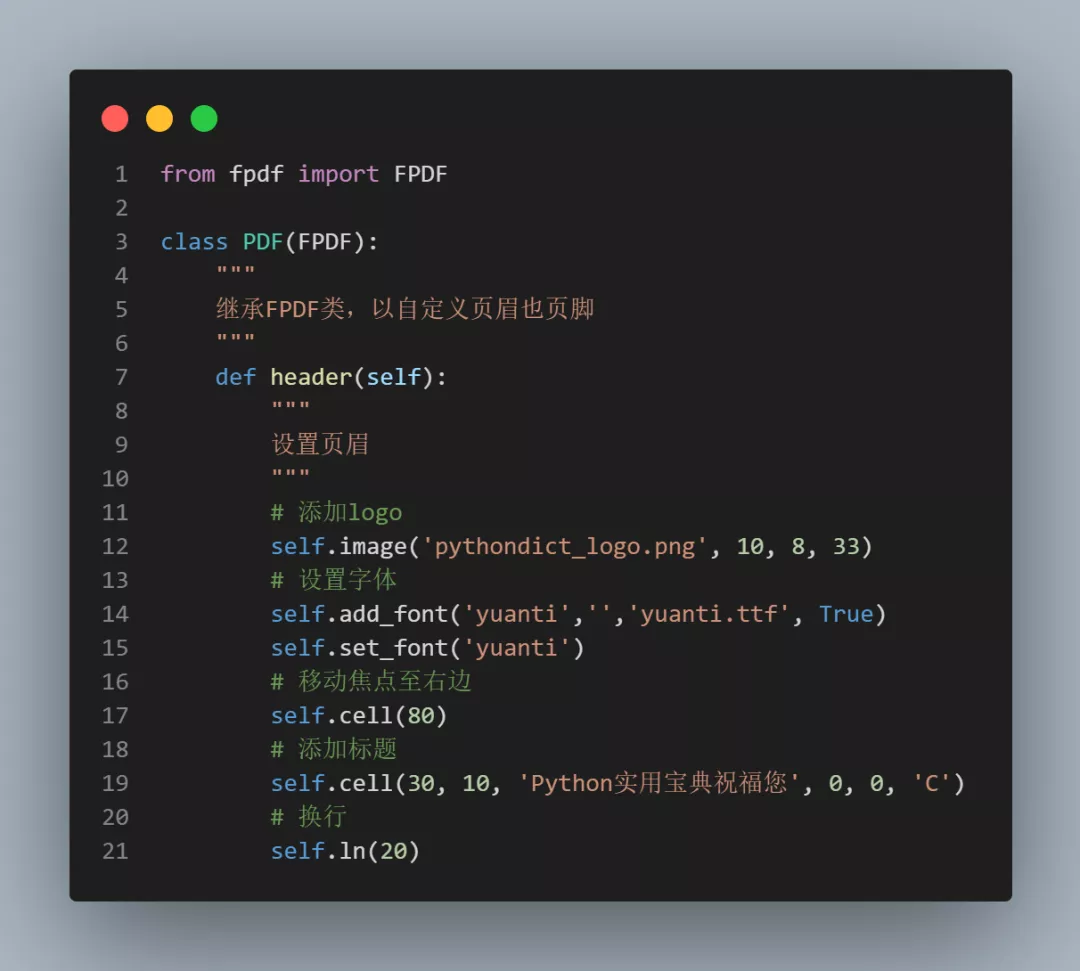 1 from fpdf import FPDF
2
3 class PDF(FPDF):
4     """
5     继承FPDF类，以自定义页眉也页脚
6     """
7     def header(self):
8         """
9         设置页眉
10         """
11         # 添加logo
12         self.image('pythondict_logo.png', 10, 8, 33)
13         # 设置字体
14         self.add_font('yuanti','','yuanti.ttf', True)
15         self.set_font('yuanti')
16         # 移动焦点至右边
17         self.cell(80)
18         # 添加标题
19         self.cell(30, 10, 'Python实用宝典祝福您', 0, 0, 'C')
20         # 换行
21         self.ln(20)